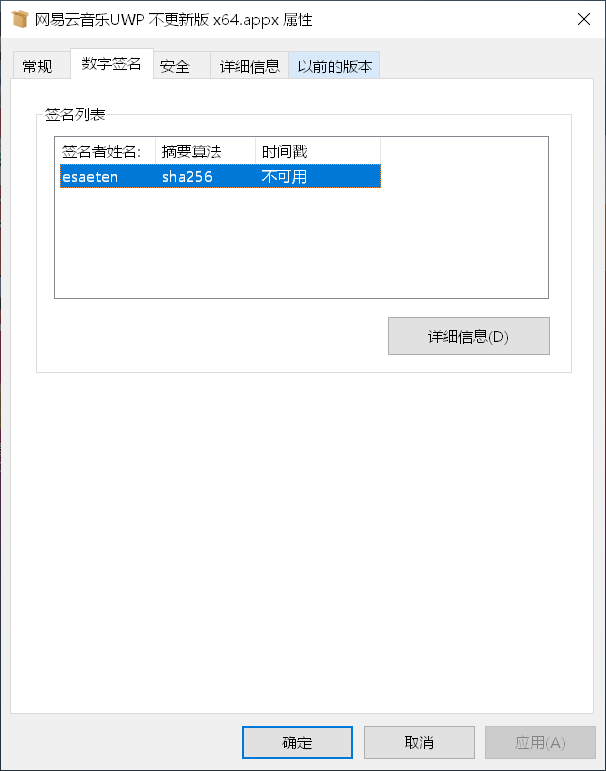 网易云音乐UWP 不更新版 x64.appx 属性
常规 数字签名 安全 详细信息 以前的版本
签名列表
签名者姓名: 摘要算法 时间戳
esaeten sha256 不可用
详细信息(D)
确定 取消 应用(A)